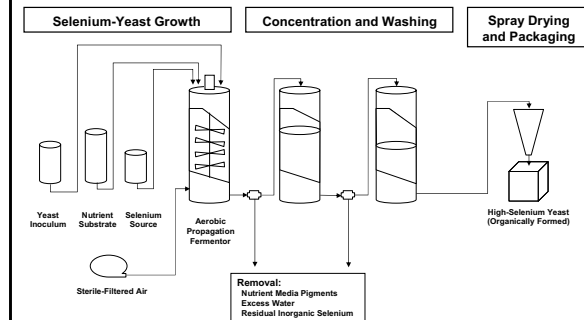 Selenium-Yeast Growth
Concentration and Washing
Spray Drying
and Packaging
Yeast
Inoculum
Nutrient
Substrate
Selenium
Source
Aerobic
Propagation
Fermentor
High-Selenium Yeast
(Organically Formed)
Sterile-Filtered Air
Removal:
Nutrient Media Pigments
Excess Water
Residual Inorganic Selenium